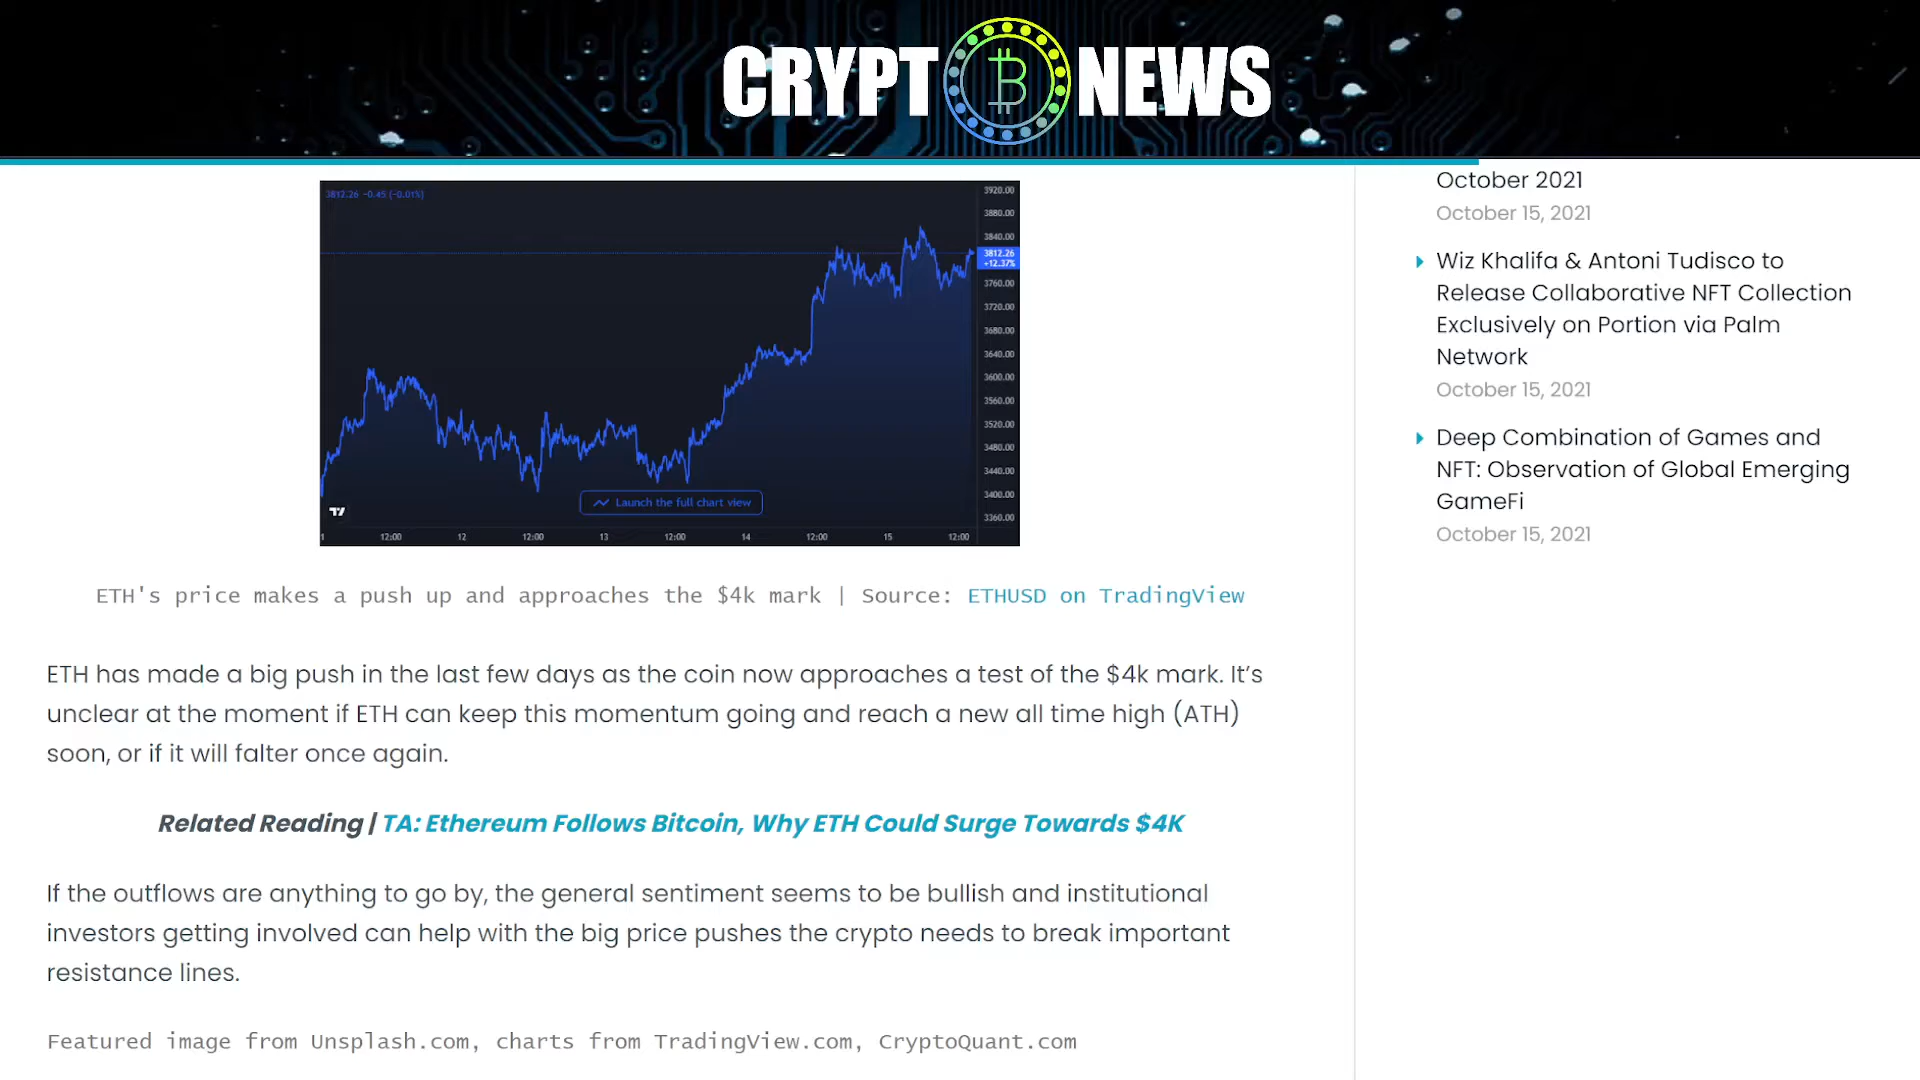 CRYPTO NEWS
3812.26 -0.45 (-0.01%)
3920.00
3880.00
3840.00
3812.26
+12.37%
3760.00
3720.00
3680.00
3640.00
3600.00
3560.00
3520.00
3480.00
3440.00
3400.00
3360.00
Launch the full chart view
1 12:00 12 12:00 13 12:00 14 12:00 15 12:00
ETH's price makes a push up and approaches the $4k mark | Source: ETHUSD on TradingView
ETH has made a big push in the last few days as the coin now approaches a test of the $4k mark. It’s
unclear at the moment if ETH can keep this momentum going and reach a new all time high (ATH)
soon, or if it will falter once again.
Related Reading | TA: Ethereum Follows Bitcoin, Why ETH Could Surge Towards $4K
If the outflows are anything to go by, the general sentiment seems to be bullish and institutional
investors getting involved can help with the big price pushes the crypto needs to break important
resistance lines.
Featured image from Unsplash.com, charts from TradingView.com, CryptoQuant.com
October 2021
October 15, 2021
Wiz Khalifa & Antoni Tudisco to
Release Collaborative NFT Collection
Exclusively on Portion via Palm
Network
October 15, 2021
Deep Combination of Games and
NFT: Observation of Global Emerging
GameFi
October 15, 2021